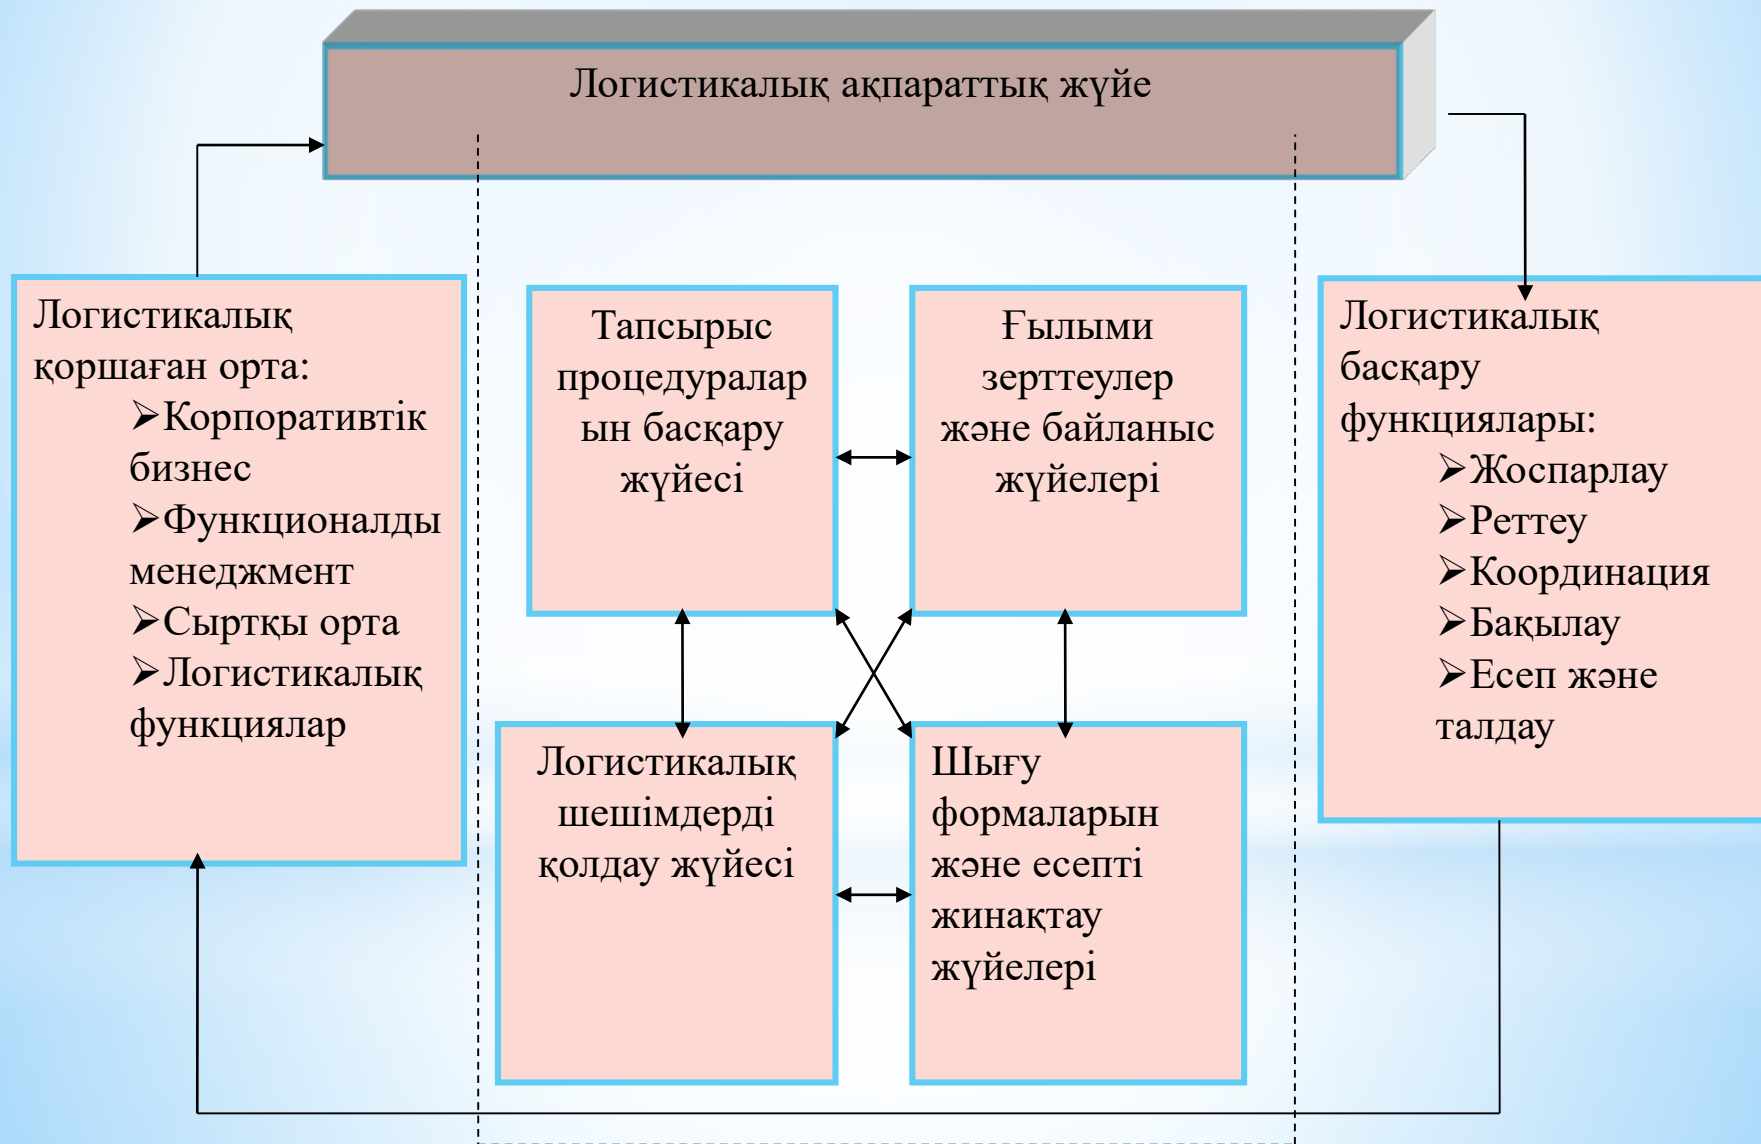 Логистикалық ақпараттық жүйе
Логистикалық
қоршаған орта:
➢Корпоративтік
бизнес
➢Функционалды
менеджмент
➢Сыртқы орта
➢Логистикалық
функциялар
Тапсырыс
процедуралар
ын басқару
жүйесі
Ғылыми
зерттеулер
және байланыс
жүйелері
Логистикалық
шешімдерді
қолдау жүйесі
Шығу
формаларын
және есепті
жинақтау
жүйелері
Логистикалық
басқару
функциялары:
➢Жоспарлау
➢Реттеу
➢Координация
➢Бақылау
➢Есеп және
талдау